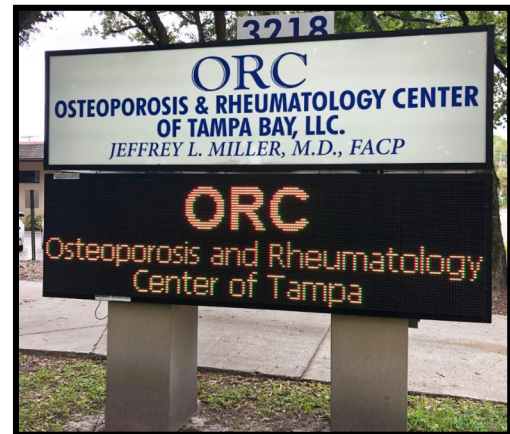 3218
ORC
OSTEOPOROSIS & RHEUMATOLOGY CENTER
OF TAMPA BAY, LLC.
JEFFREY L. MILLER, M.D., FACP
ORC
Osteoporosis and Rheumatology
Center of Tampa